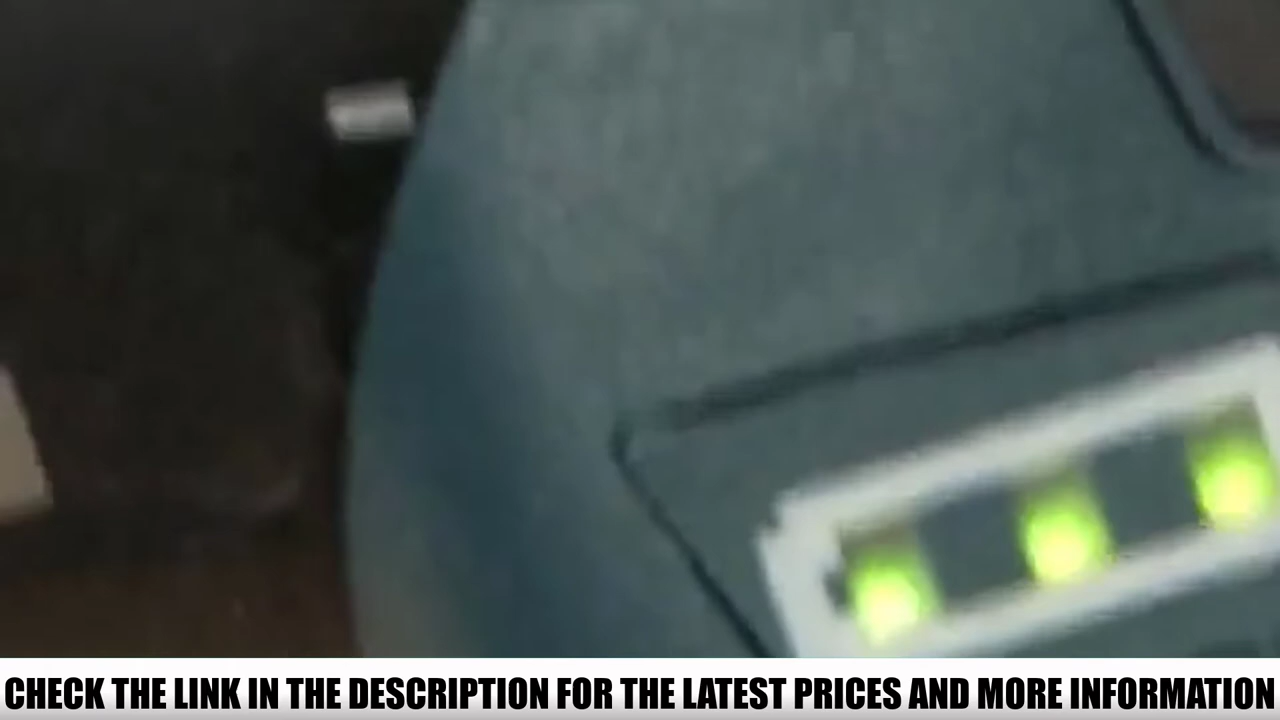 CHECK THE LINK IN THE DESCRIPTION FOR THE LATEST PRICES AND MORE INFORMATION